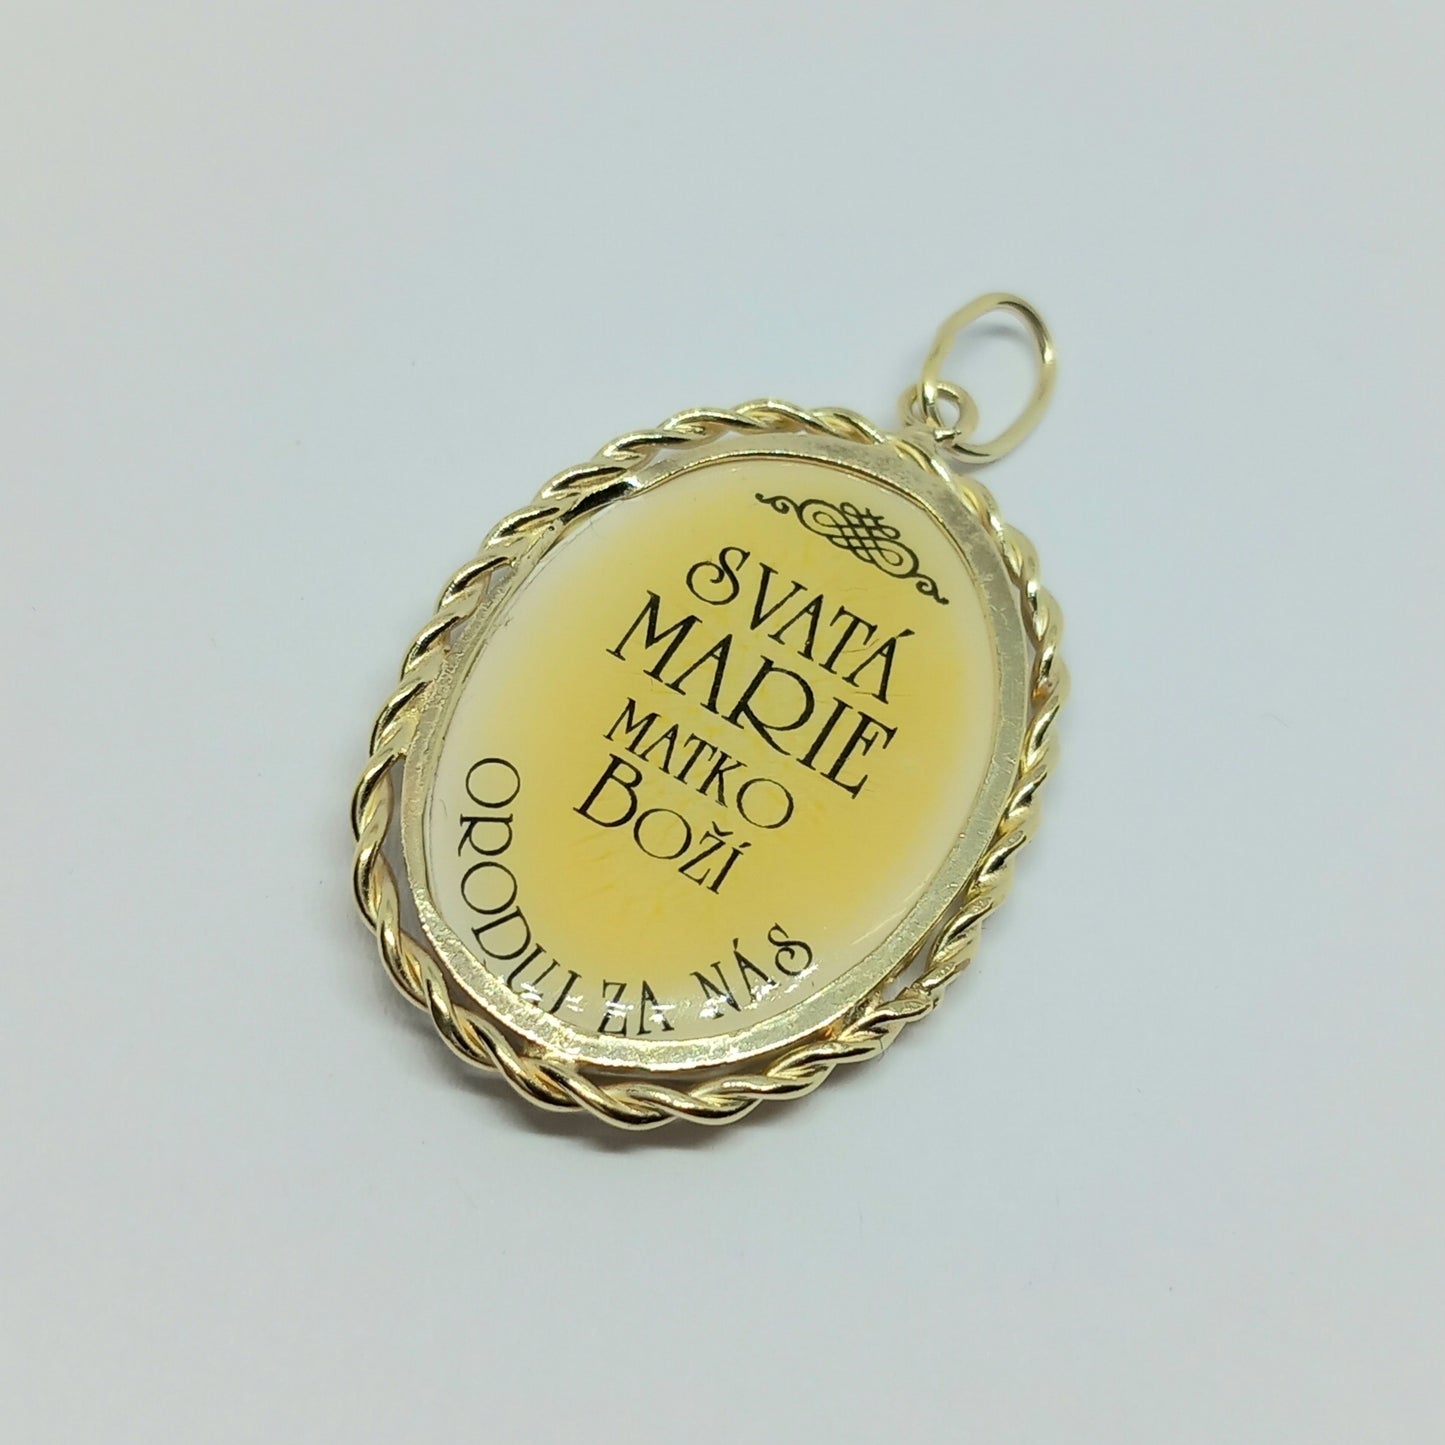 SVATÁ
MARIE
MATKO
BOŽÍ
ORODUJ ZA NÁS